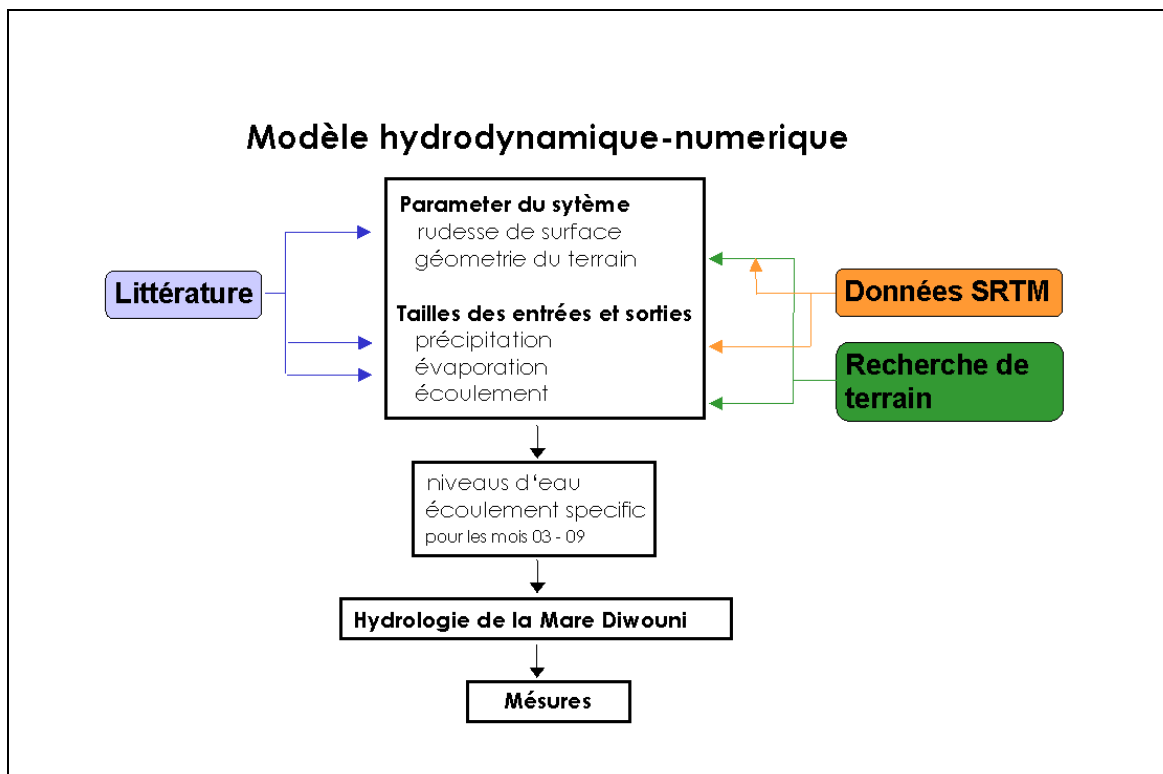 Modèle hydrodynamique-numerique
Parameter du sytème
rudesse de surface
géometrie du terrain
Tailles des entrées et sorties
précipitation
évaporation
écoulement
Littérature
Données SRTM
Recherche de
terrain
niveaus d'eau
écoulement specific
pour les mois 03 - 09
Hydrologie de la Mare Diwouni
Mésures